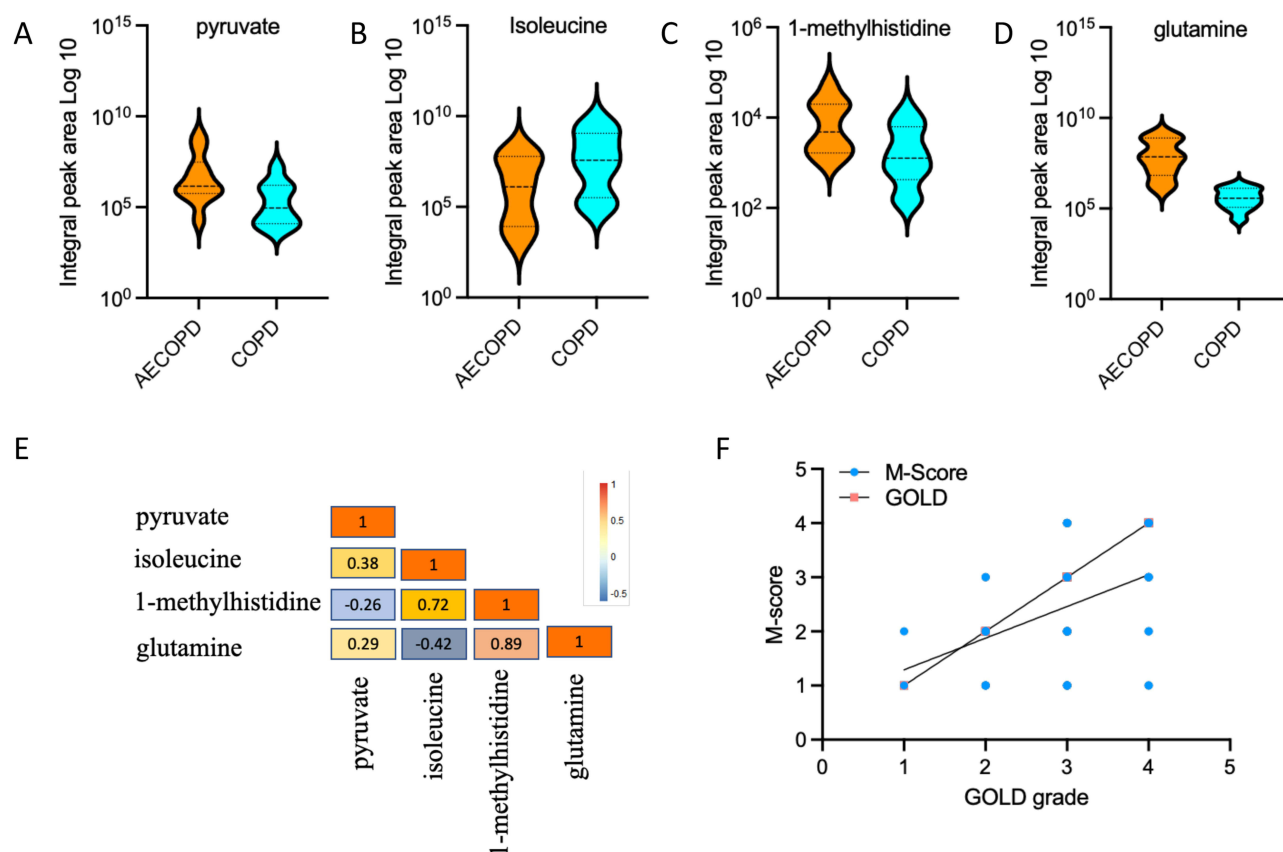 A
pyruvate
Integral peak area Log 10
10^15
10^10
10^5
10^0
AECOPD
COPD
B
Isoleucine
Integral peak area Log 10
10^15
10^10
10^5
10^0
AECOPD
COPD
C
1-methylhistidine
Integral peak area Log 10
10^6
10^4
10^2
10^0
AECOPD
COPD
D
glutamine
Integral peak area Log 10
10^15
10^10
10^5
10^0
AECOPD
COPD
E
1
0.5
0
-0.5
pyruvate 1
isoleucine 0.38 1
1-methylhistidine -0.26 0.72 1
glutamine 0.29 -0.42 0.89 1
pyruvate
isoleucine
1-methylhistidine
glutamine
F
M-Score
GOLD
M-score
5
4
3
2
1
0
0 1 2 3 4 5
GOLD grade